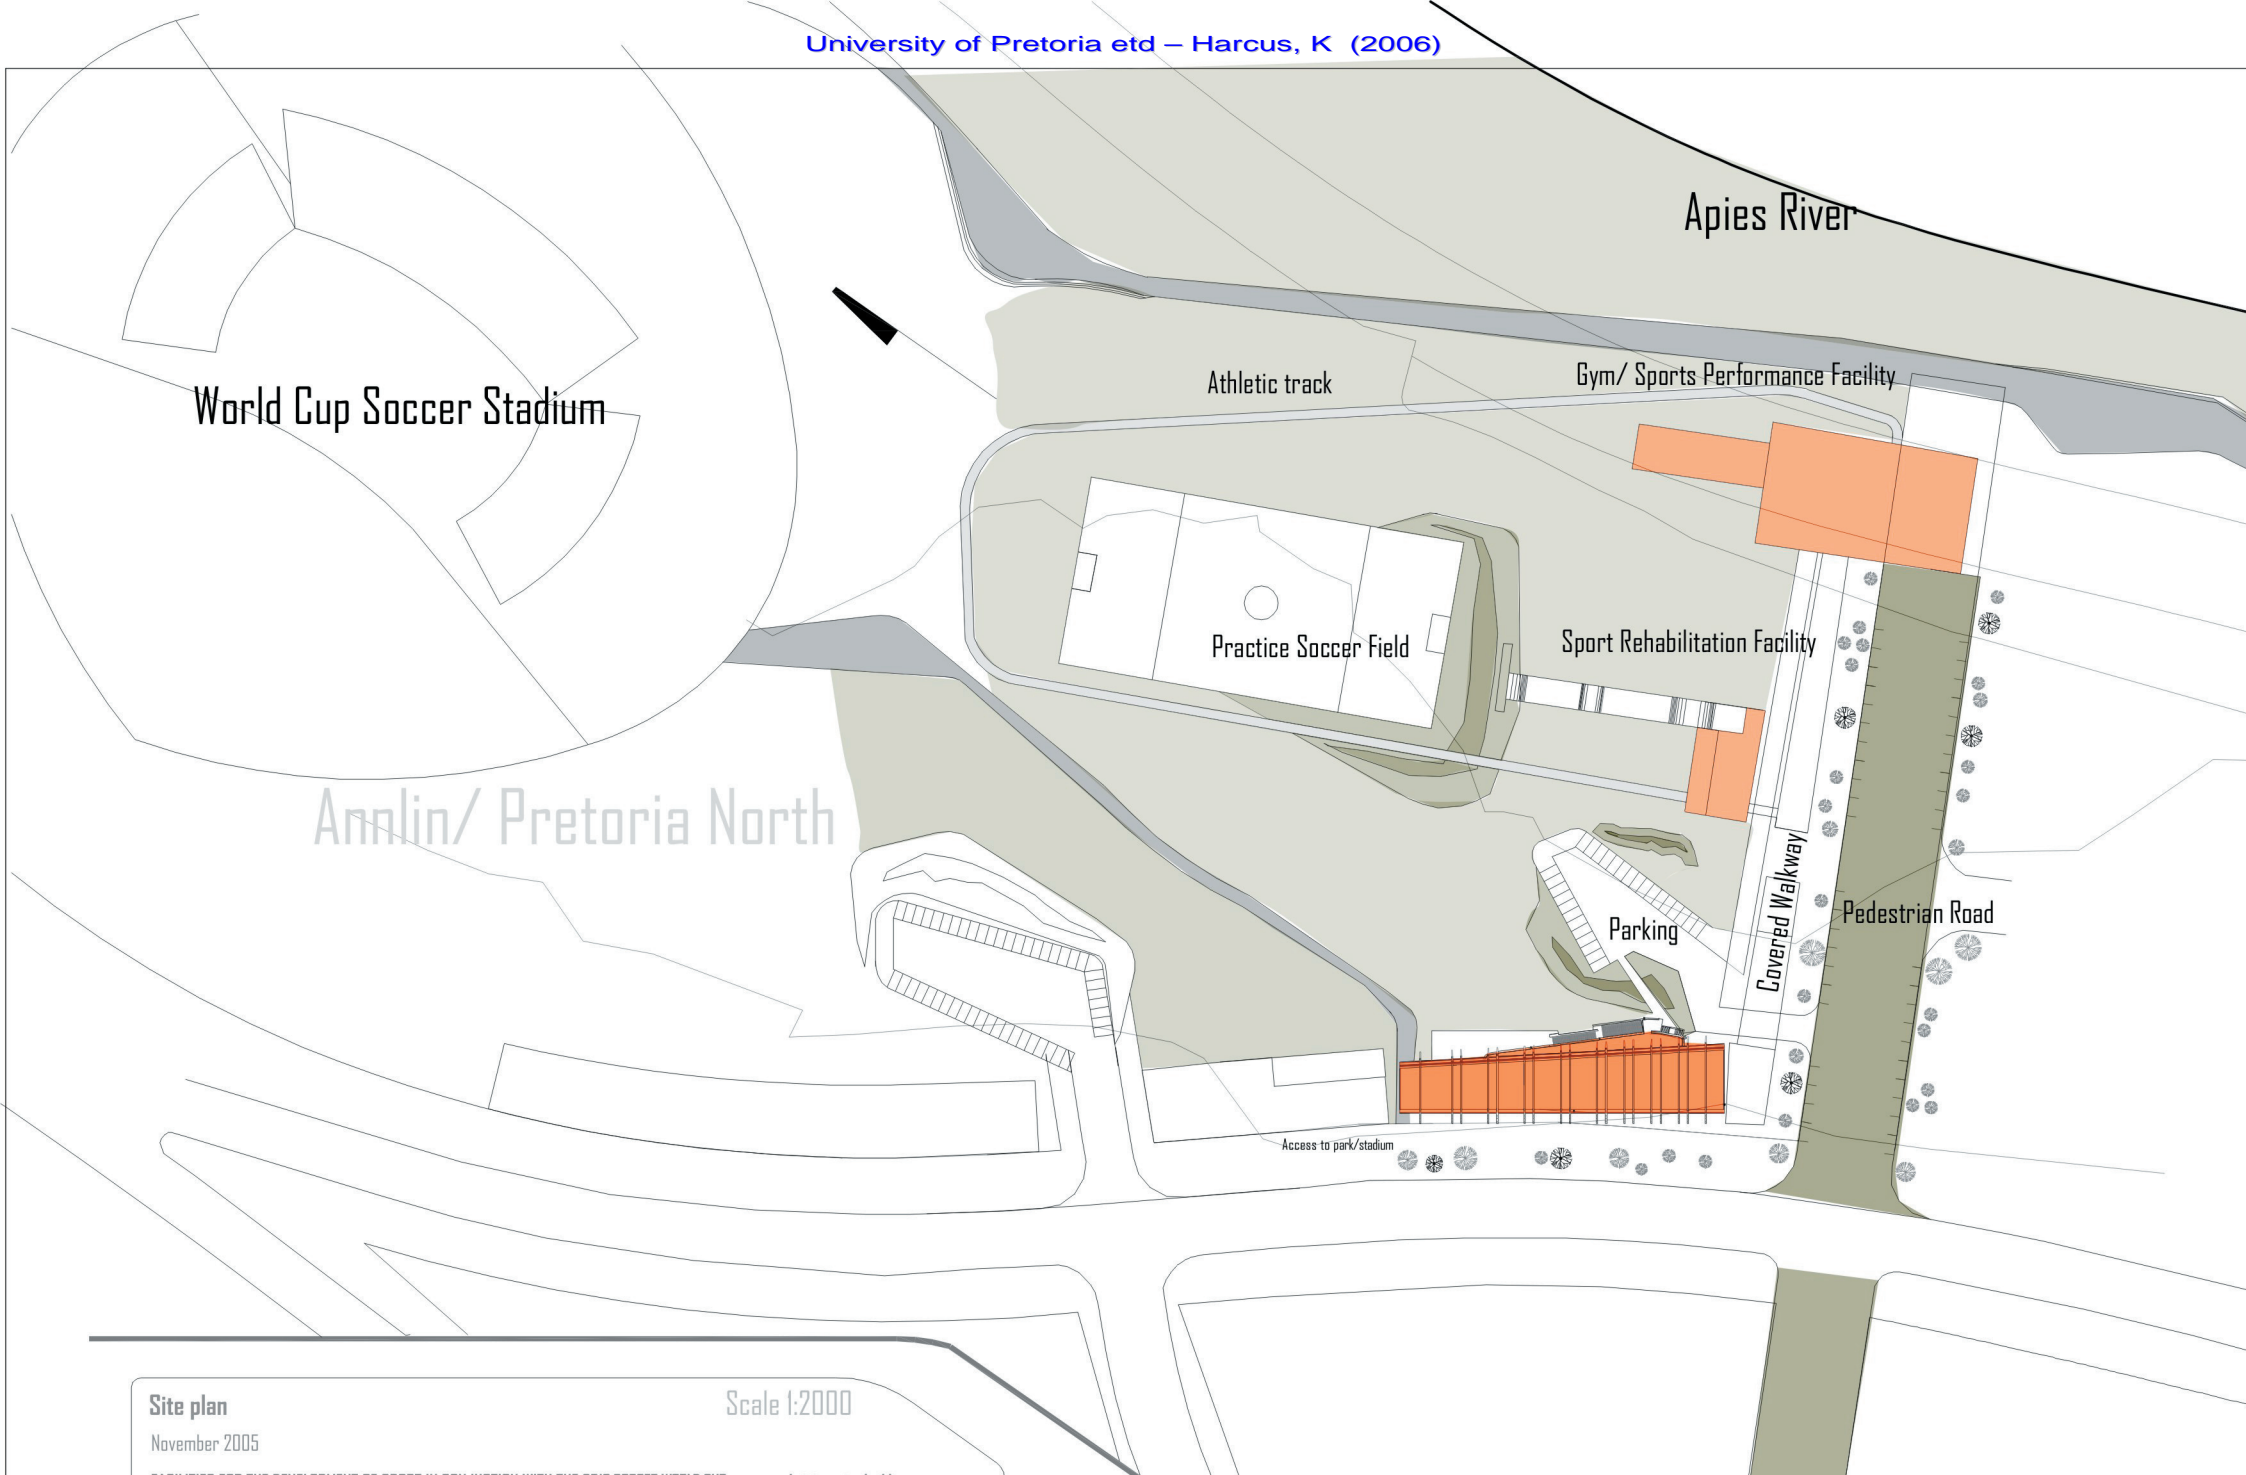 University of Pretoria etd – Harcus, K (2006)
Apies River
Athletic track
Gym/ Sports Performance Facility
World Cup Soccer Stadium
Practice Soccer Field
Sport Rehabilitation Facility
Annlin/ Pretoria North
Covered Walkway
Pedestrian Road
Parking
Access to park/stadium
Site plan
Scale 1:2000
November 2005